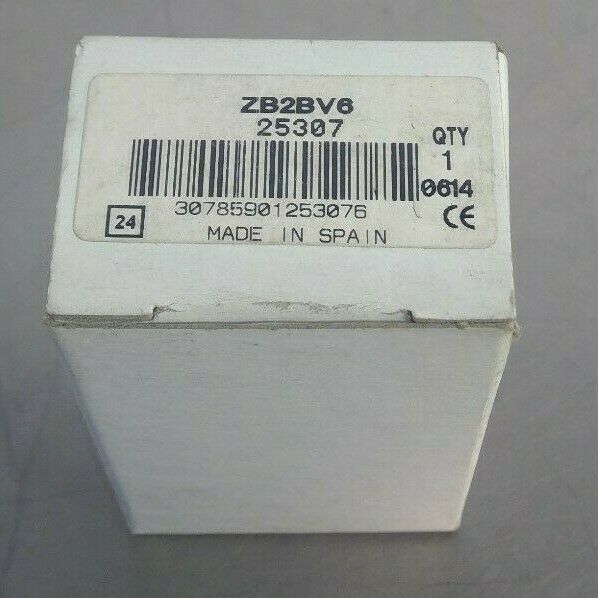 ZB2BV6
25307
QTY
1
0614
30785901253076
24
MADE IN SPAIN
CE